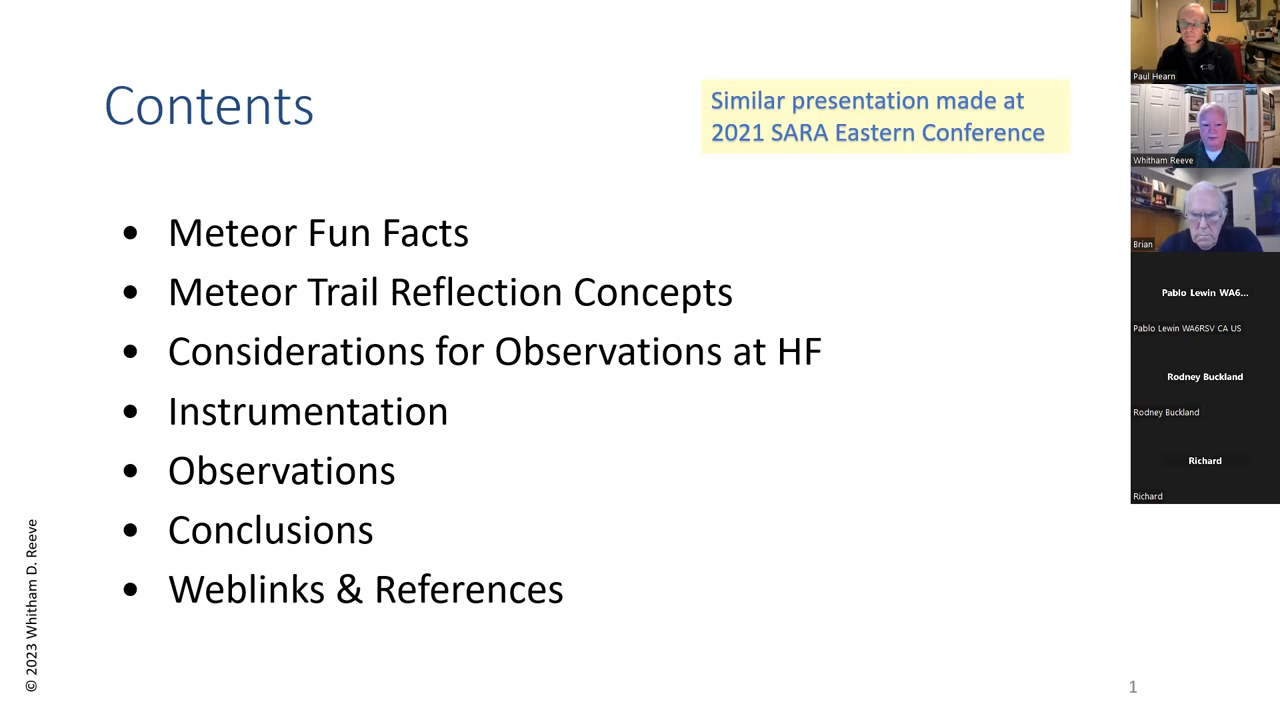 Contents
Similar presentation made at
2021 SARA Eastern Conference
• Meteor Fun Facts
• Meteor Trail Reflection Concepts
• Considerations for Observations at HF
• Instrumentation
• Observations
• Conclusions
• Weblinks & References
© 2023 Whitham D. Reeve
1
Paul Hearn
Whitham Reeve
Brian
Pablo Lewin WA6...
Pablo Lewin WA6RSV CA US
Rodney Buckland
Rodney Buckland
Richard
Richard